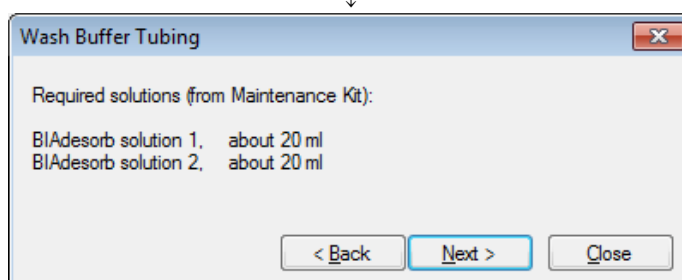 Wash Buffer Tubing
Required solutions (from Maintenance Kit):
BIAdesorb solution 1, about 20 ml
BIAdesorb solution 2, about 20 ml
< Back
Next >
Close